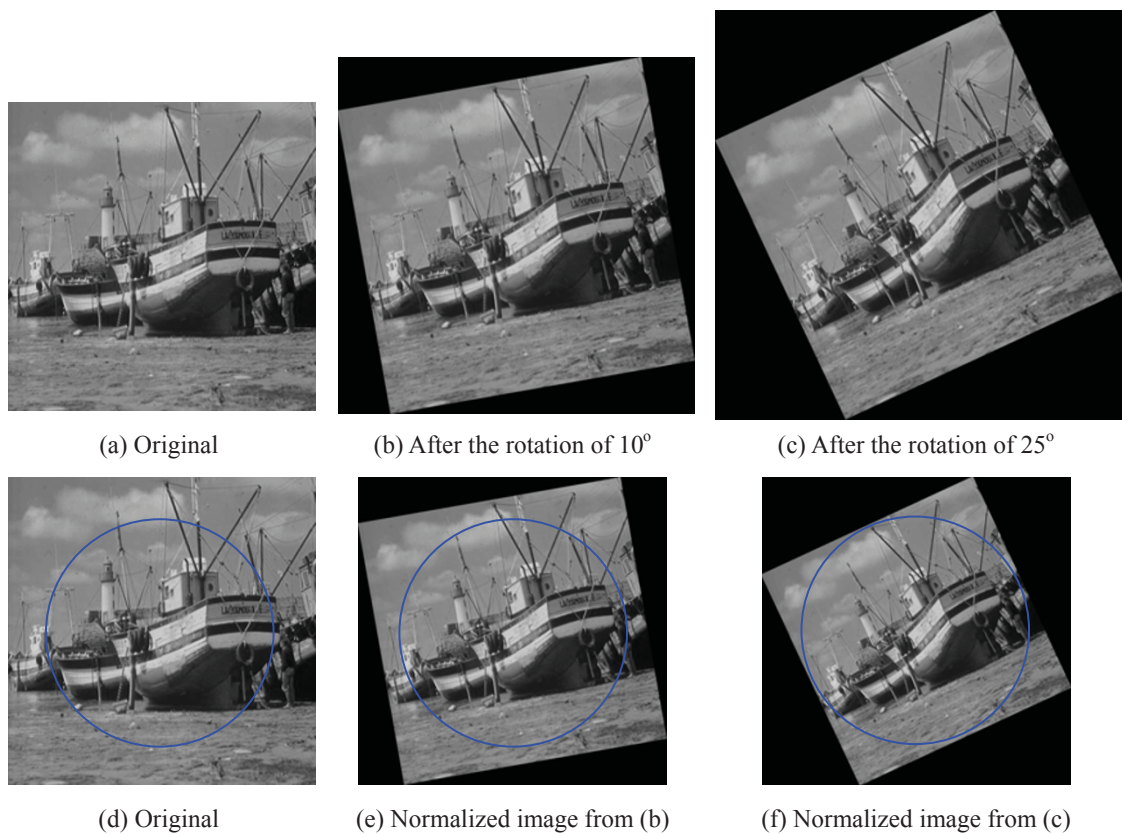 (a) Original
(b) After the rotation of 10°
(c) After the rotation of 25°
(d) Original
(e) Normalized image from (b)
(f) Normalized image from (c)